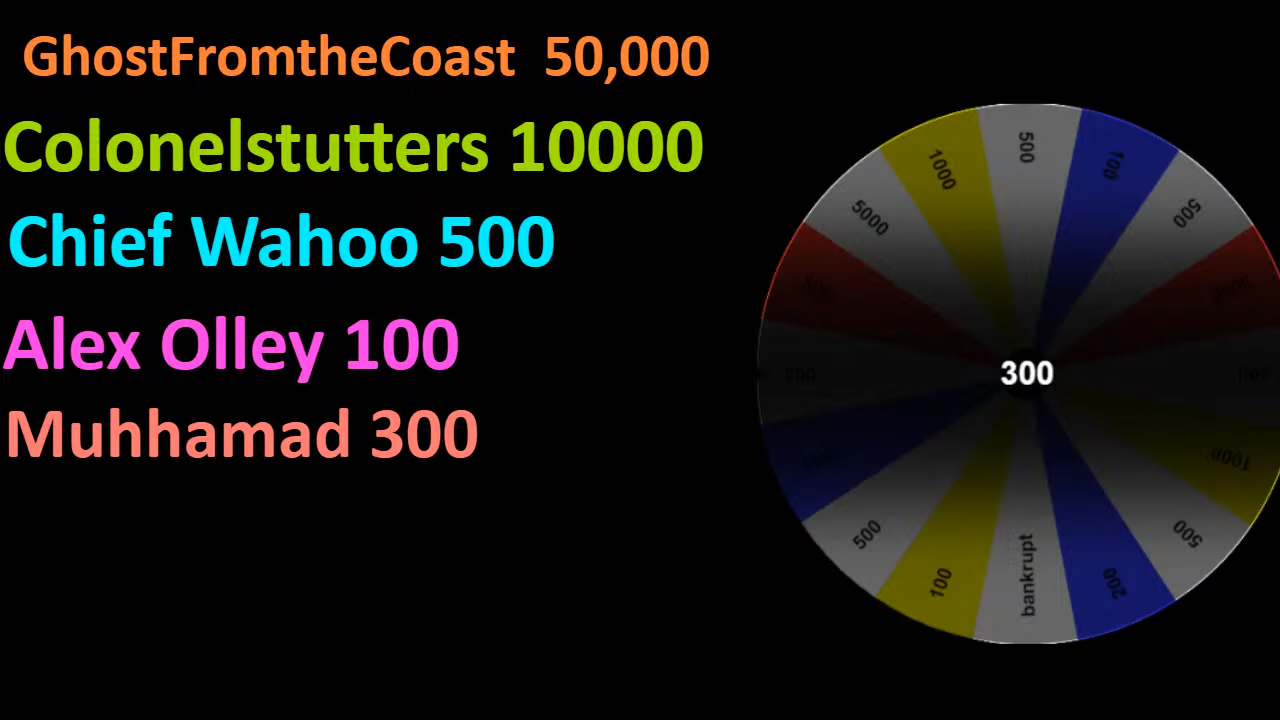 GhostFromtheCoast 50,000
Colonelstutters 10000
Chief Wahoo 500
Alex Olley 100
Muhhamad 300
500
100
500
1000
5000
300
1000
500
200
bankrupt
100
500